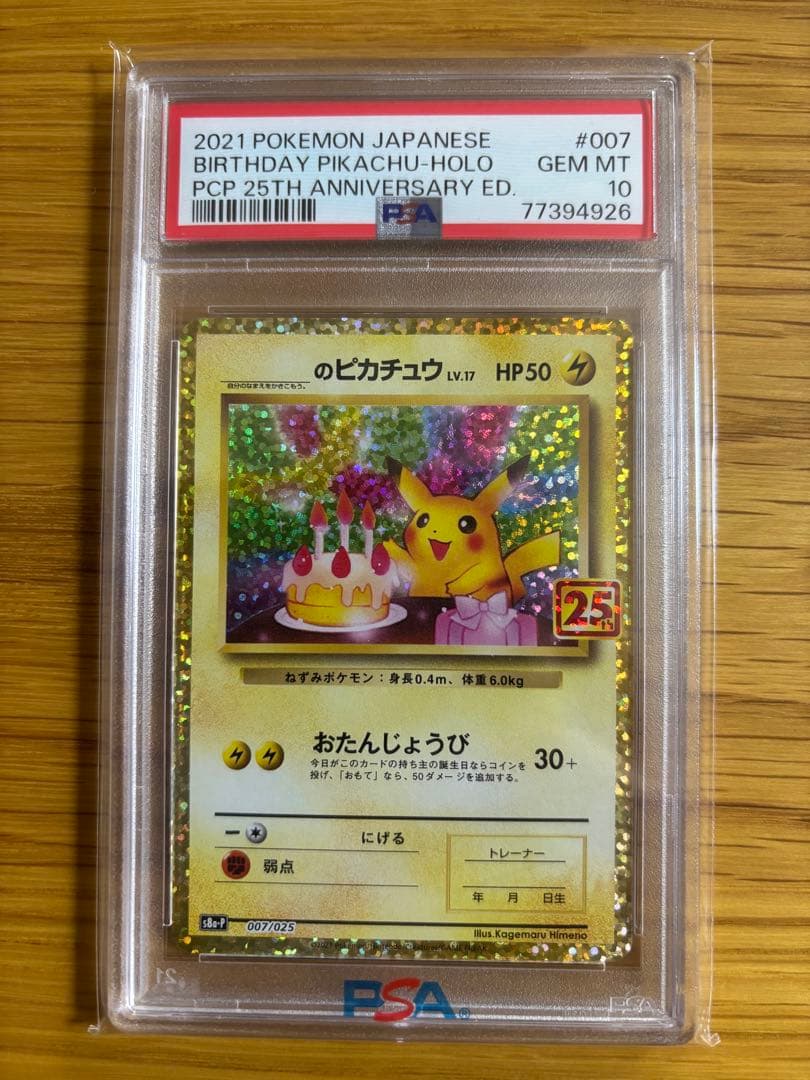 2021 POKEMON JAPANESE #007
BIRTHDAY PIKACHU-HOLO GEM MT
PCP 25TH ANNIVERSARY ED. 10
PSA 77394926
のピカチュウ LV.17 HP50
自分のなまえをかきこもう。
25th
ねずみポケモン：身長0.4m、体重6.0kg
おたんじょうび 30+
今日がこのカードの持ち主の誕生日ならコインを
投げ、「おもて」なら、50ダメージを追加する。
にげる
弱点
トレーナー
年 月 日生
s8a-P 007/025
Illus.Kagemaru Himeno
PSA
PSA